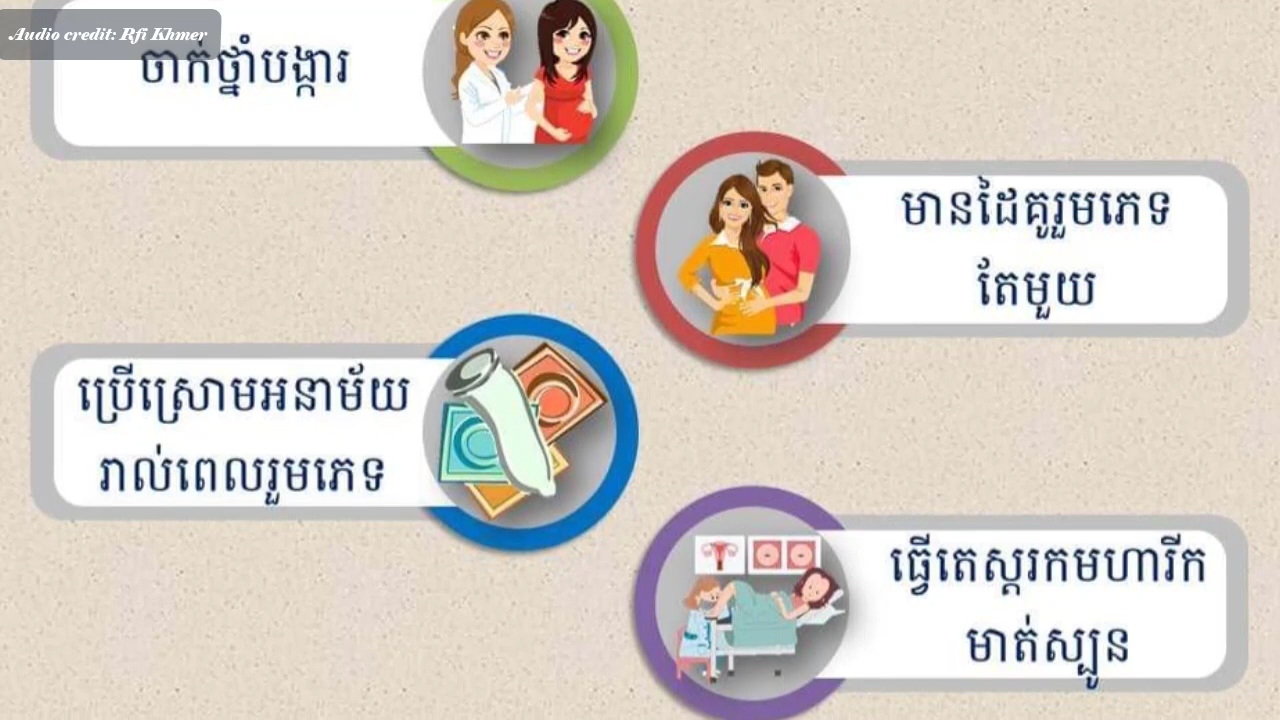 Audio credit: Rfi Khmer
ចាក់ថ្នាំបង្ការ
មានដៃគូរួមភេទ
តែមួយ
ប្រើស្រោមអនាម័យ
រាល់ពេលរួមភេទ
ធ្វើតេស្តរកមហារីក
មាត់ស្បូន